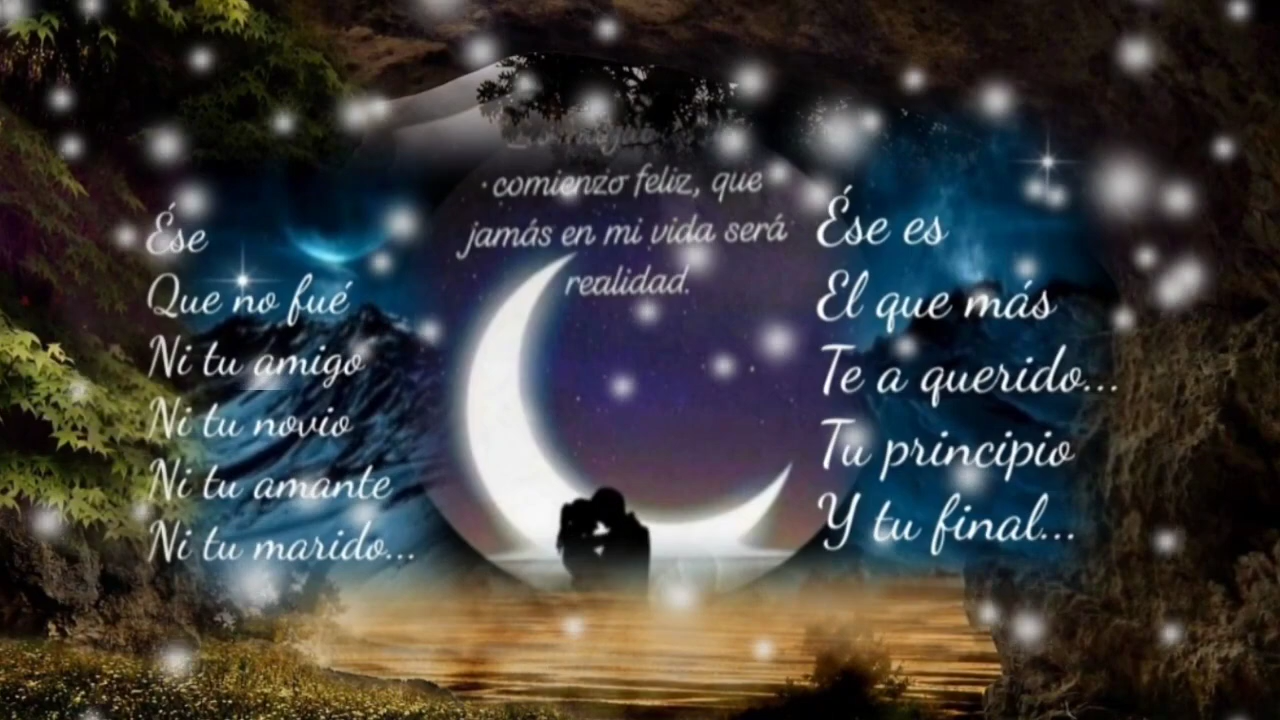 comienzo feliz, que
jamás en mi vida será
realidad.
Ése
Que no fué
Ni tu amigo
Ni tu novio
Ni tu amante
Ni tu marido...
Ése es
El que más
Te a querido...
Tu principio
Y tu final...